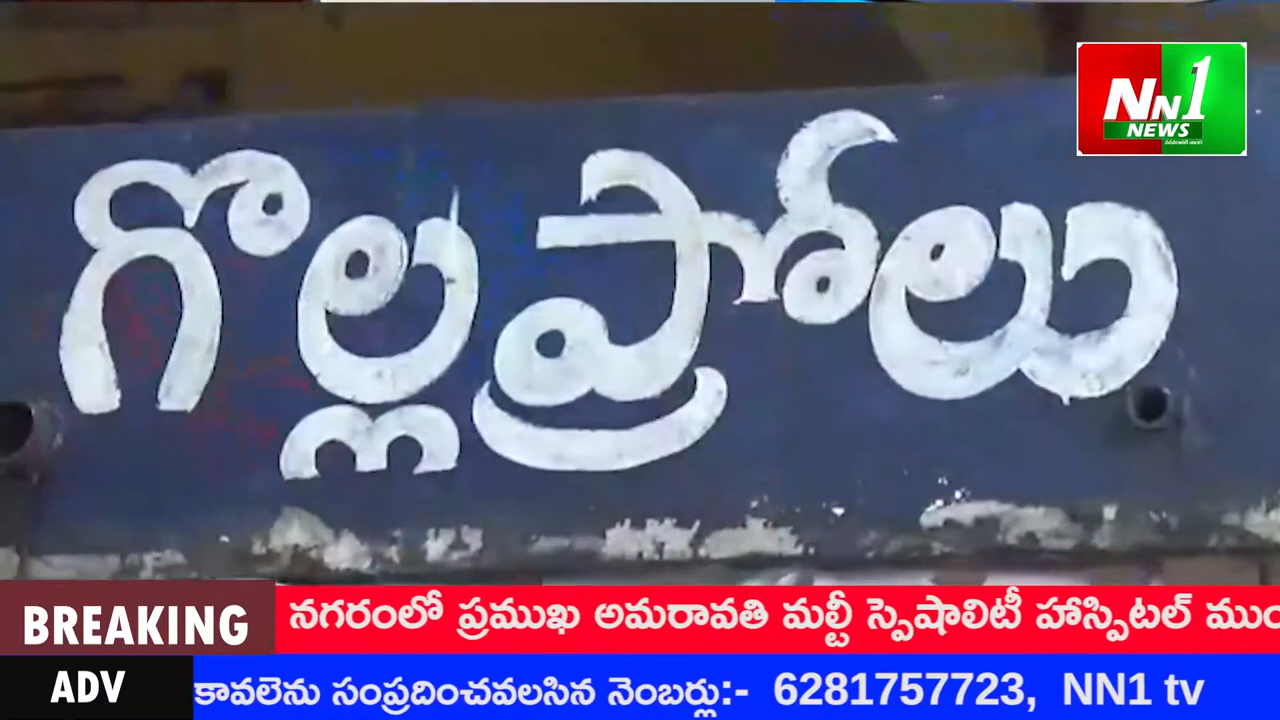 NN1
NEWS
గొల్లప్రోలు
BREAKING నగరంలో ప్రముఖ అమరావతి మల్టీ స్పెషాలిటీ హాస్పిటల్
ADV కావలెను సంప్రదించవలసిన నెంబర్లు:- 6281757723, NN1 tv